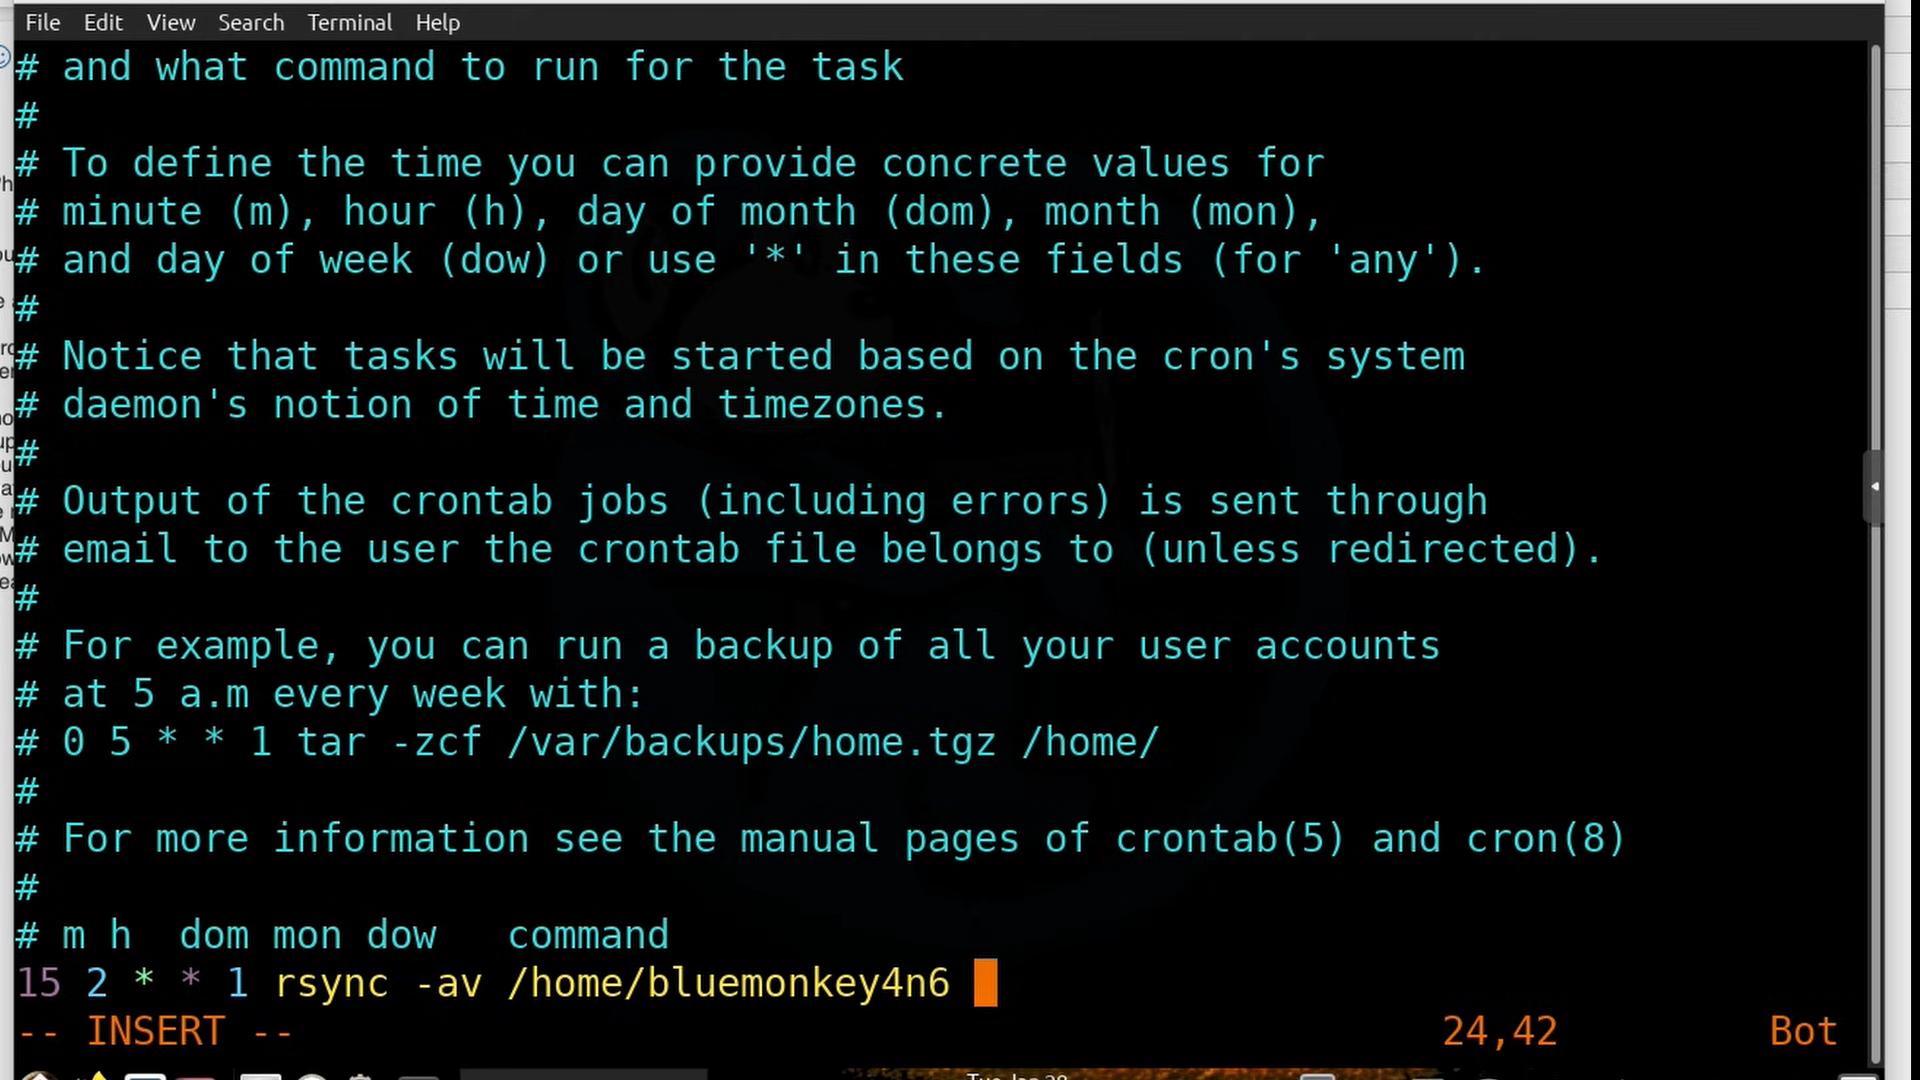 File Edit View Search Terminal Help
# and what command to run for the task
#
# To define the time you can provide concrete values for
# minute (m), hour (h), day of month (dom), month (mon),
# and day of week (dow) or use '*' in these fields (for 'any').
#
# Notice that tasks will be started based on the cron's system
# daemon's notion of time and timezones.
#
# Output of the crontab jobs (including errors) is sent through
# email to the user the crontab file belongs to (unless redirected).
#
# For example, you can run a backup of all your user accounts
# at 5 a.m every week with:
# 0 5 * * 1 tar -zcf /var/backups/home.tgz /home/
#
# For more information see the manual pages of crontab(5) and cron(8)
#
# m h  dom mon dow   command
15 2 * * 1 rsync -av /home/bluemonkey4n6
-- INSERT -- 24,42 Bot